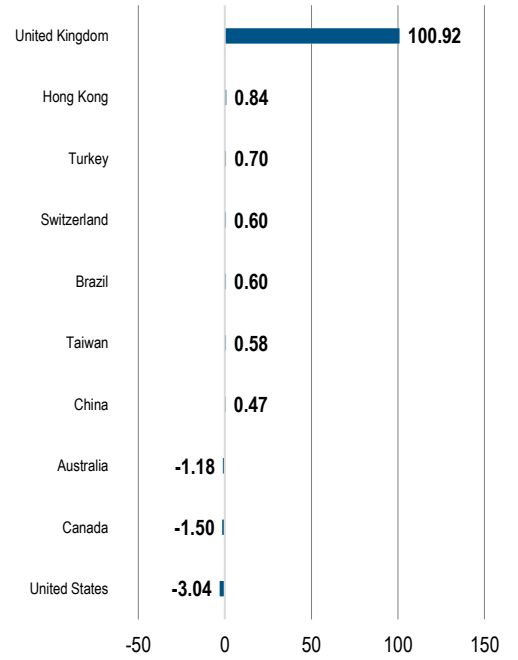 United Kingdom 100.92
Hong Kong 0.84
Turkey 0.70
Switzerland 0.60
Brazil 0.60
Taiwan 0.58
China 0.47
Australia -1.18
Canada -1.50
United States -3.04
-50 0 50 100 150